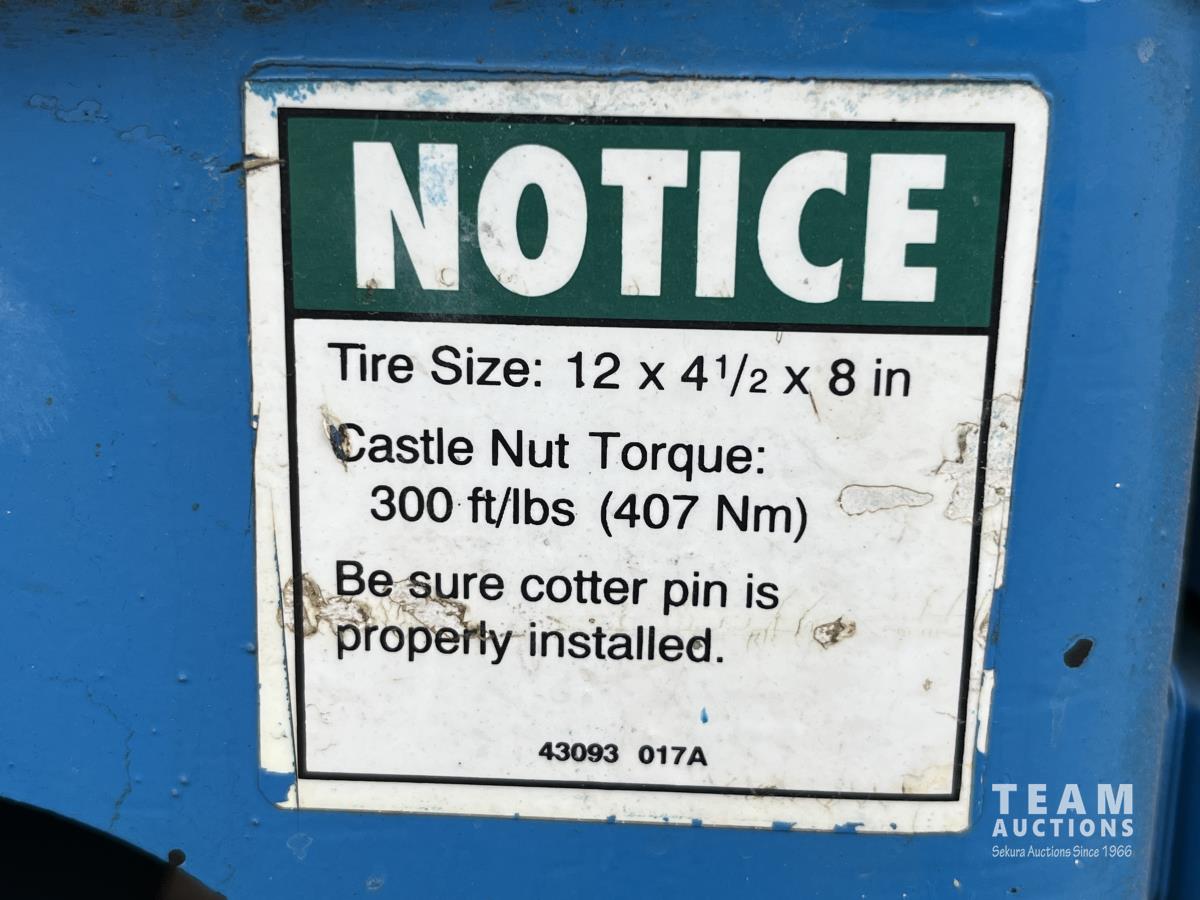 NOTICE
Tire Size: 12 x 4 1/2 x 8 in
Castle Nut Torque:
300 ft/lbs (407 Nm)
Be sure cotter pin is
properly installed.
43093 017A
TEAM
AUCTIONS
Sekura Auctions Since 1966